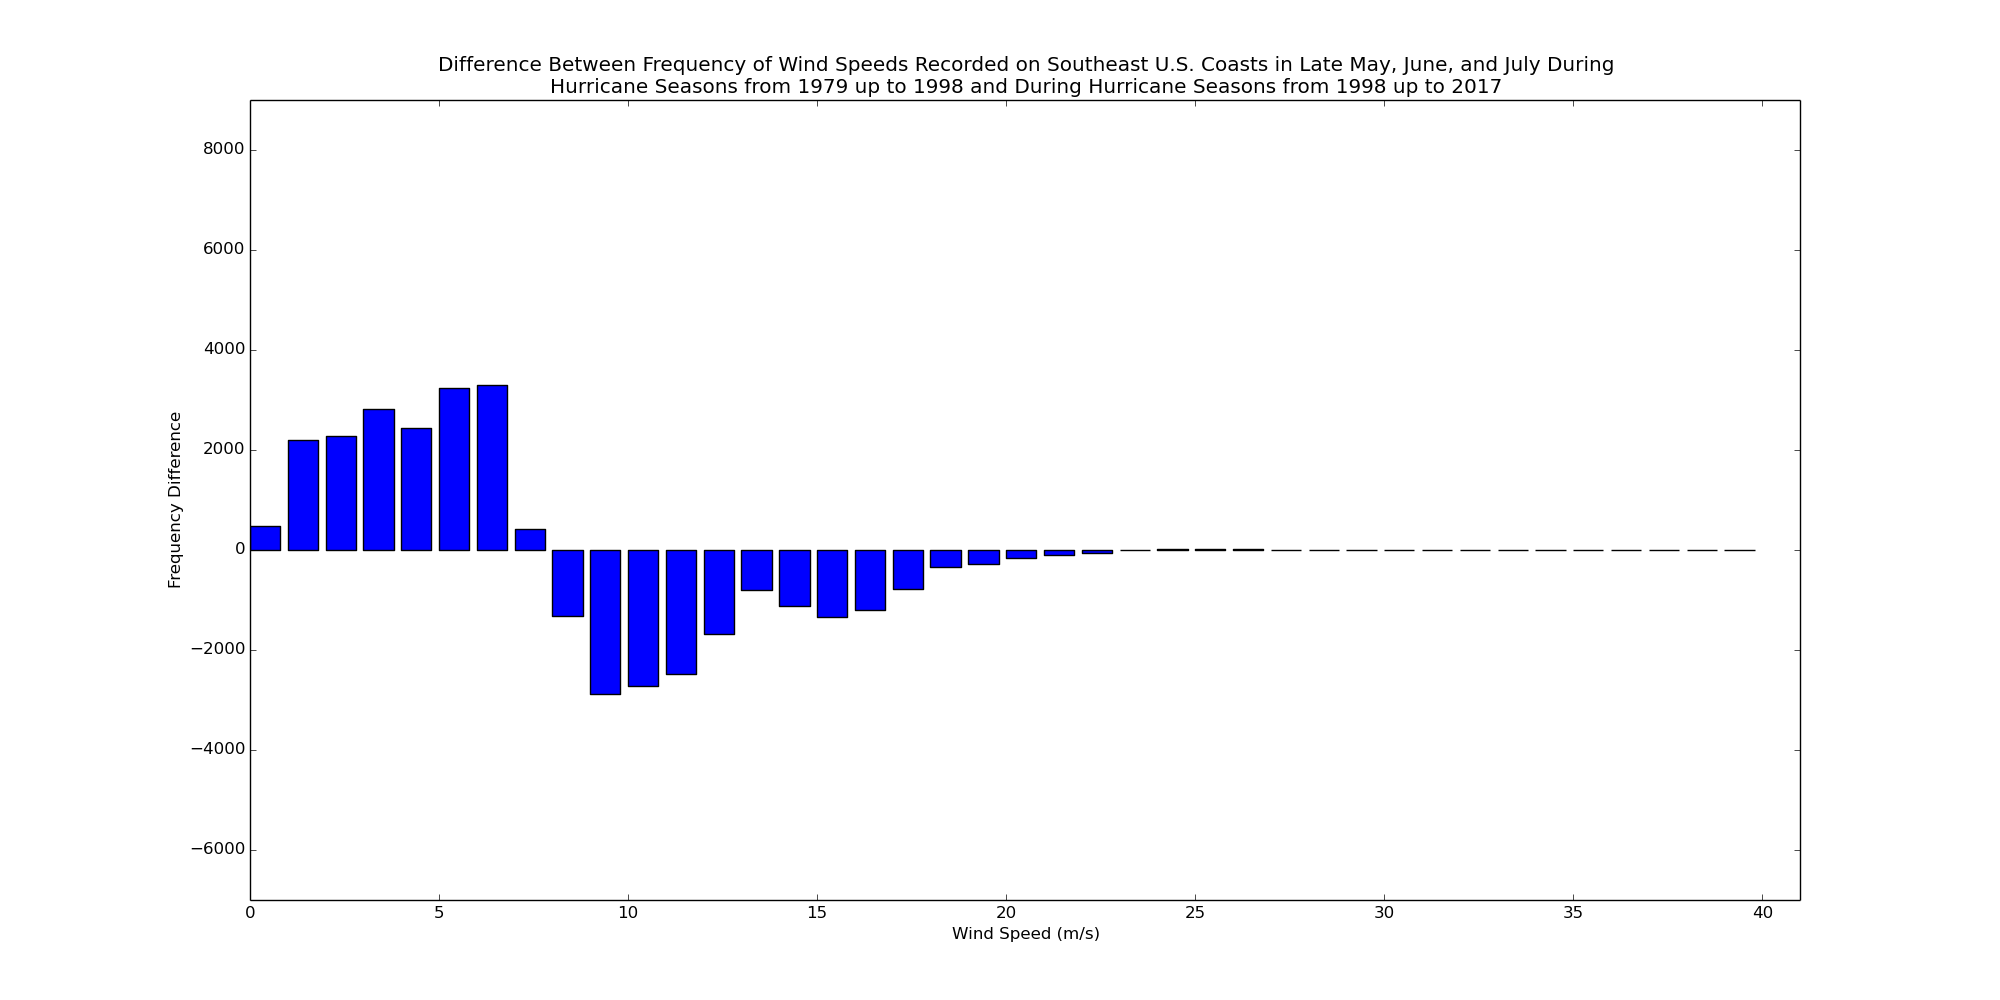 Difference Between Frequency of Wind Speeds Recorded on Southeast U.S. Coasts in Late May, June, and July During
Hurricane Seasons from 1979 up to 1998 and During Hurricane Seasons from 1998 up to 2017
8000
6000
4000
2000
0
−2000
−4000
−6000
Frequency Difference
0 5 10 15 20 25 30 35 40
Wind Speed (m/s)